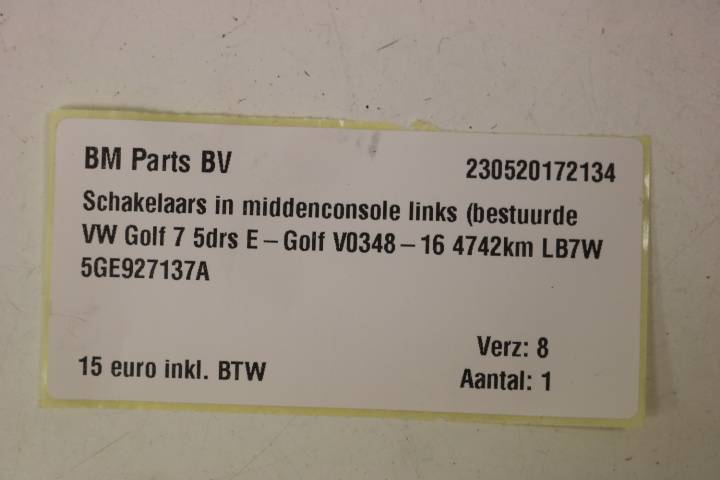 BM Parts BV 230520172134
Schakelaars in middenconsole links (bestuurde
VW Golf 7 5drs E-Golf V0348-16 4742km LB7W
5GE927137A
Verz: 8
15 euro inkl. BTW Aantal: 1